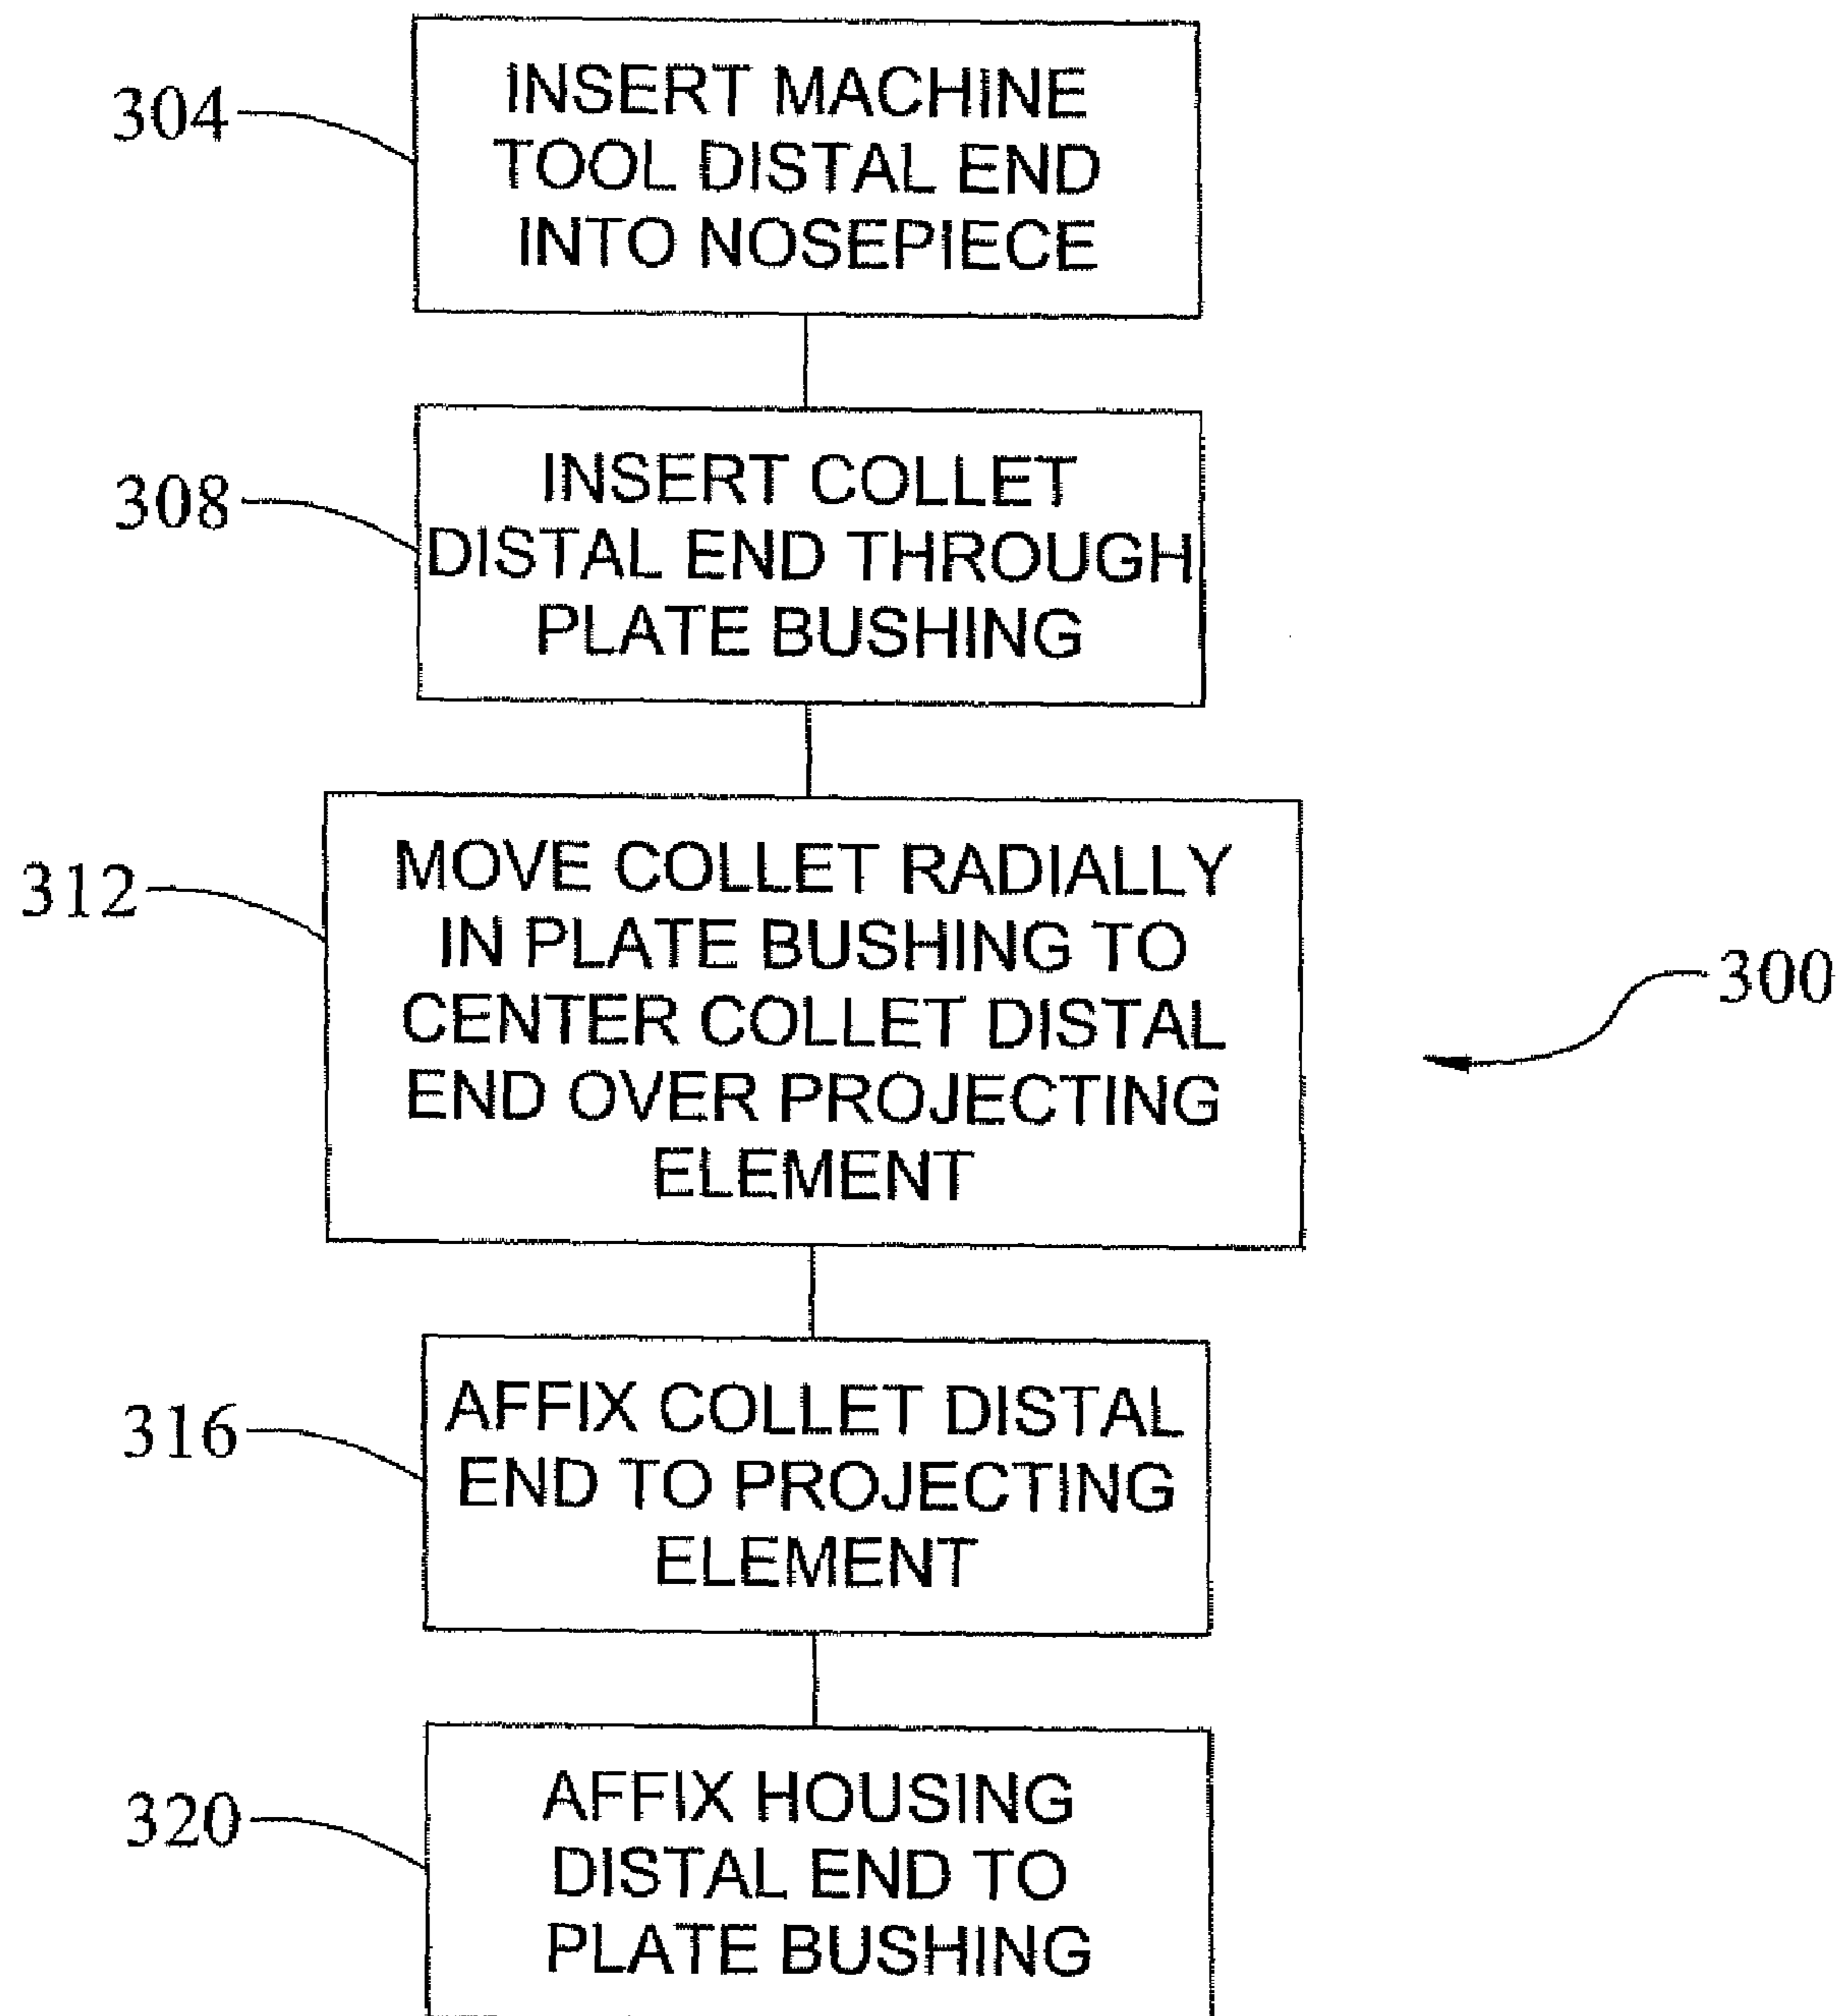 304
INSERT MACHINE
TOOL DISTAL END
INTO NOSEPIECE
308
INSERT COLLET
DISTAL END THROUGH
PLATE BUSHING
312
MOVE COLLET RADIALLY
IN PLATE BUSHING TO
CENTER COLLET DISTAL
END OVER PROJECTING
ELEMENT
300
316
AFFIX COLLET DISTAL
END TO PROJECTING
ELEMENT
320
AFFIX HOUSING
DISTAL END TO
PLATE BUSHING